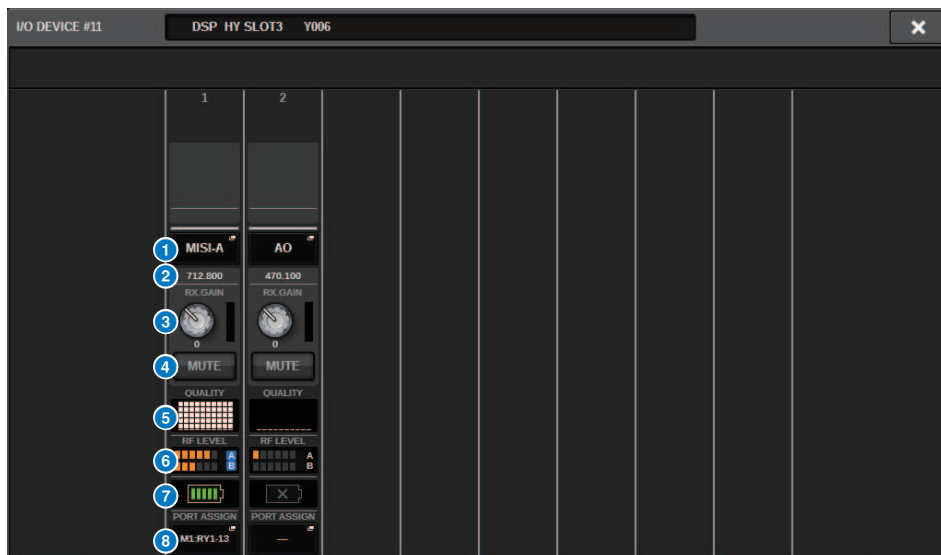 I/O DEVICE #11 DSP HY SLOT3 Y006
1 2
1 MISI-A AO
2 712.800 470.100
RX.GAIN RX.GAIN
3
0 0
4 MUTE MUTE
QUALITY QUALITY
5
RF LEVEL RF LEVEL
A A
6
B B
7
PORT ASSIGN PORT ASSIGN
8 M1:RY1-13 —